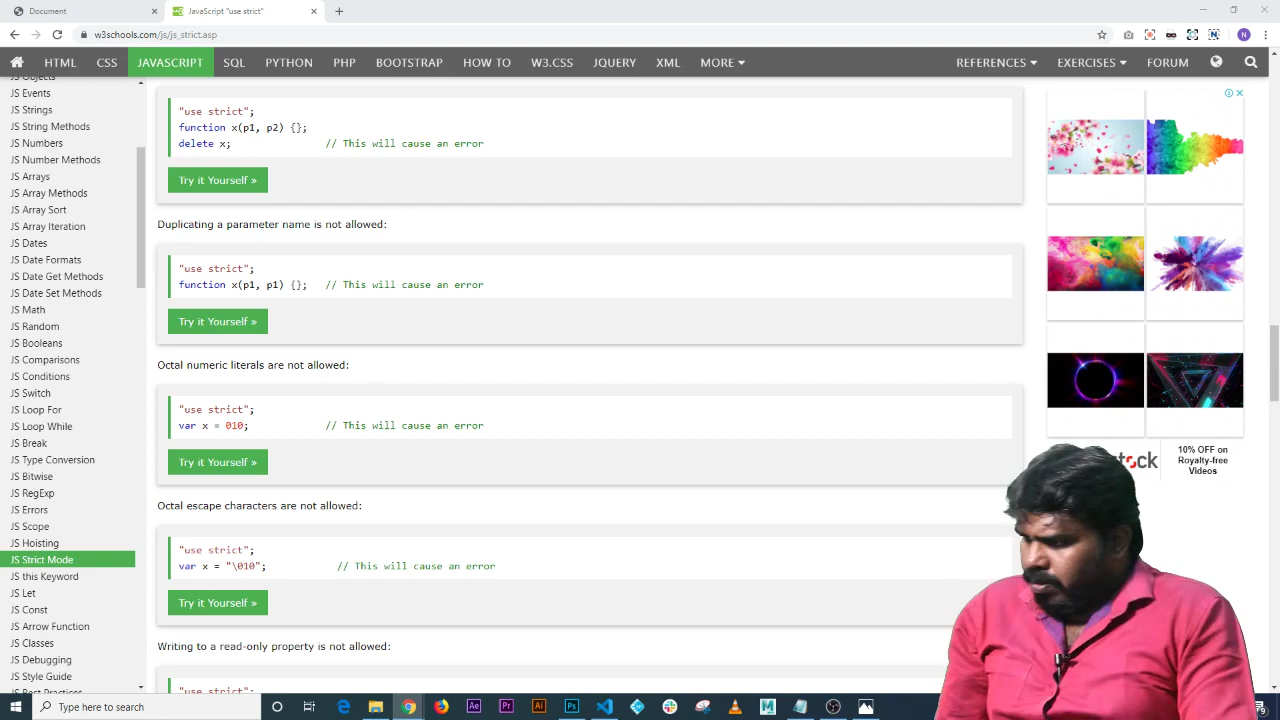 Document
JavaScript "use strict"
w3schools.com/js/js_strict.asp
N
HTML CSS JAVASCRIPT SQL PYTHON PHP BOOTSTRAP HOW TO W3.CSS JQUERY XML MORE REFERENCES EXERCISES FORUM
JS Objects
JS Events
JS Strings
JS String Methods
JS Numbers
JS Number Methods
JS Arrays
JS Array Methods
JS Array Sort
JS Array Iteration
JS Dates
JS Date Formats
JS Date Get Methods
JS Date Set Methods
JS Math
JS Random
JS Booleans
JS Comparisons
JS Conditions
JS Switch
JS Loop For
JS Loop While
JS Break
JS Type Conversion
JS Bitwise
JS RegExp
JS Errors
JS Scope
JS Hoisting
JS Strict Mode
JS this Keyword
JS Let
JS Const
JS Arrow Function
JS Classes
JS Debugging
JS Style Guide
JS Best Practices
"use strict";
function x(p1, p2) {};
delete x; // This will cause an error
Try it Yourself »
Duplicating a parameter name is not allowed:
"use strict";
function x(p1, p1) {}; // This will cause an error
Try it Yourself »
Octal numeric literals are not allowed:
"use strict";
var x = 010; // This will cause an error
Try it Yourself »
Octal escape characters are not allowed:
"use strict";
var x = "\010"; // This will cause an error
Try it Yourself »
Writing to a read-only property is not allowed:
"use strict";
10% OFF on
Royalty-free
Videos
Type here to search